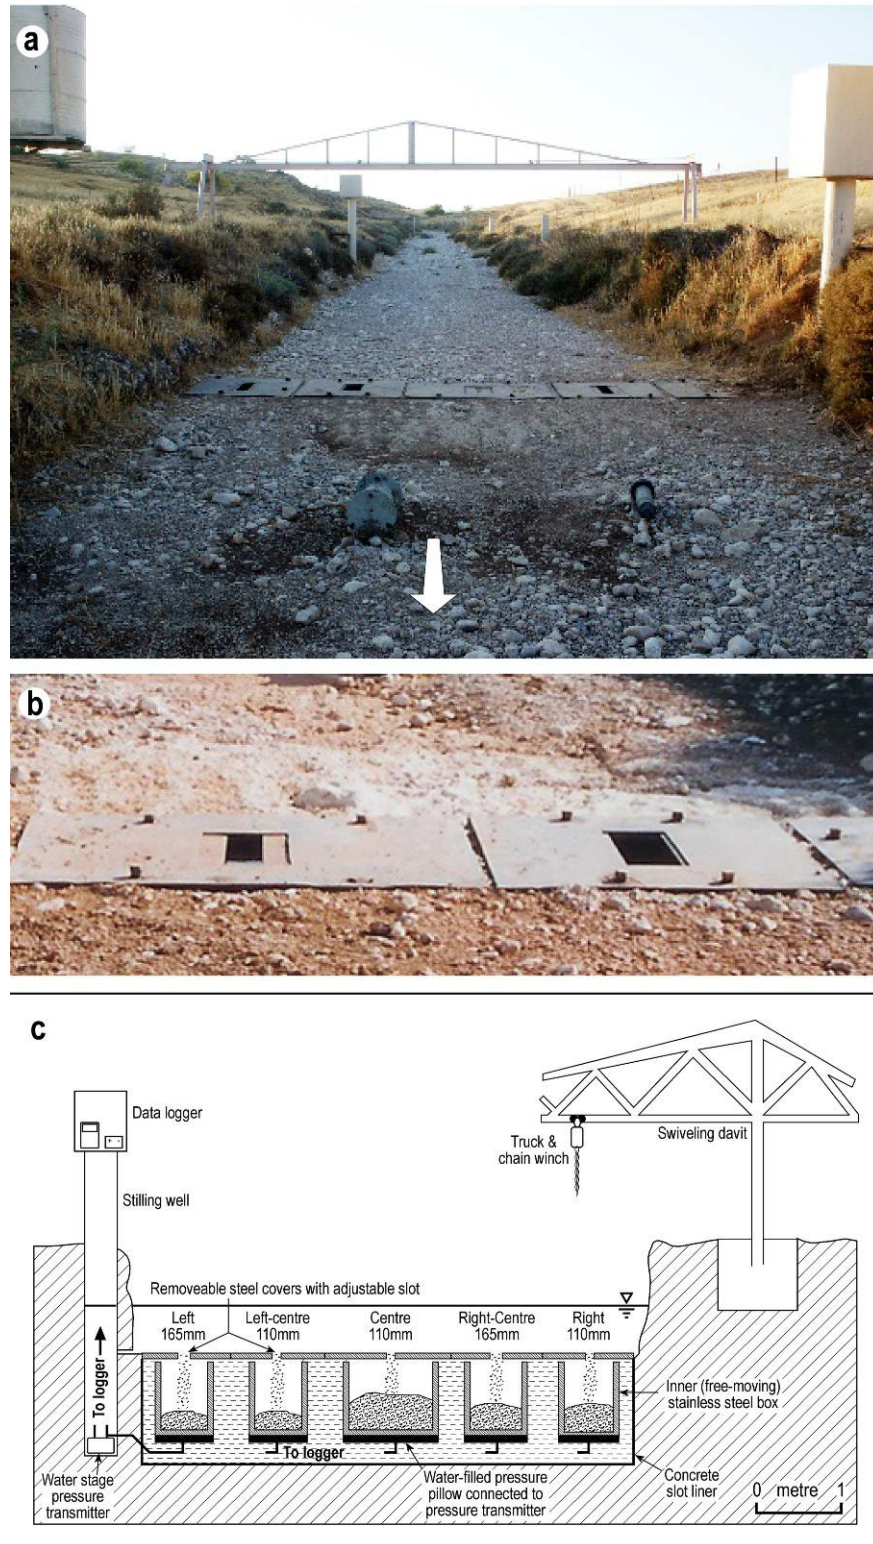 a
b
c
Data logger
Truck &
chain winch
Swiveling davit
Stilling well
Removeable steel covers with adjustable slot
Left
165mm
Left-centre
110mm
Centre
110mm
Right-Centre
165mm
Right
110mm
To logger
Inner (free-moving)
stainless steel box
To logger
Water stage
pressure
transmitter
Water-filled pressure
pillow connected to
pressure transmitter
Concrete
slot liner
0 metre 1